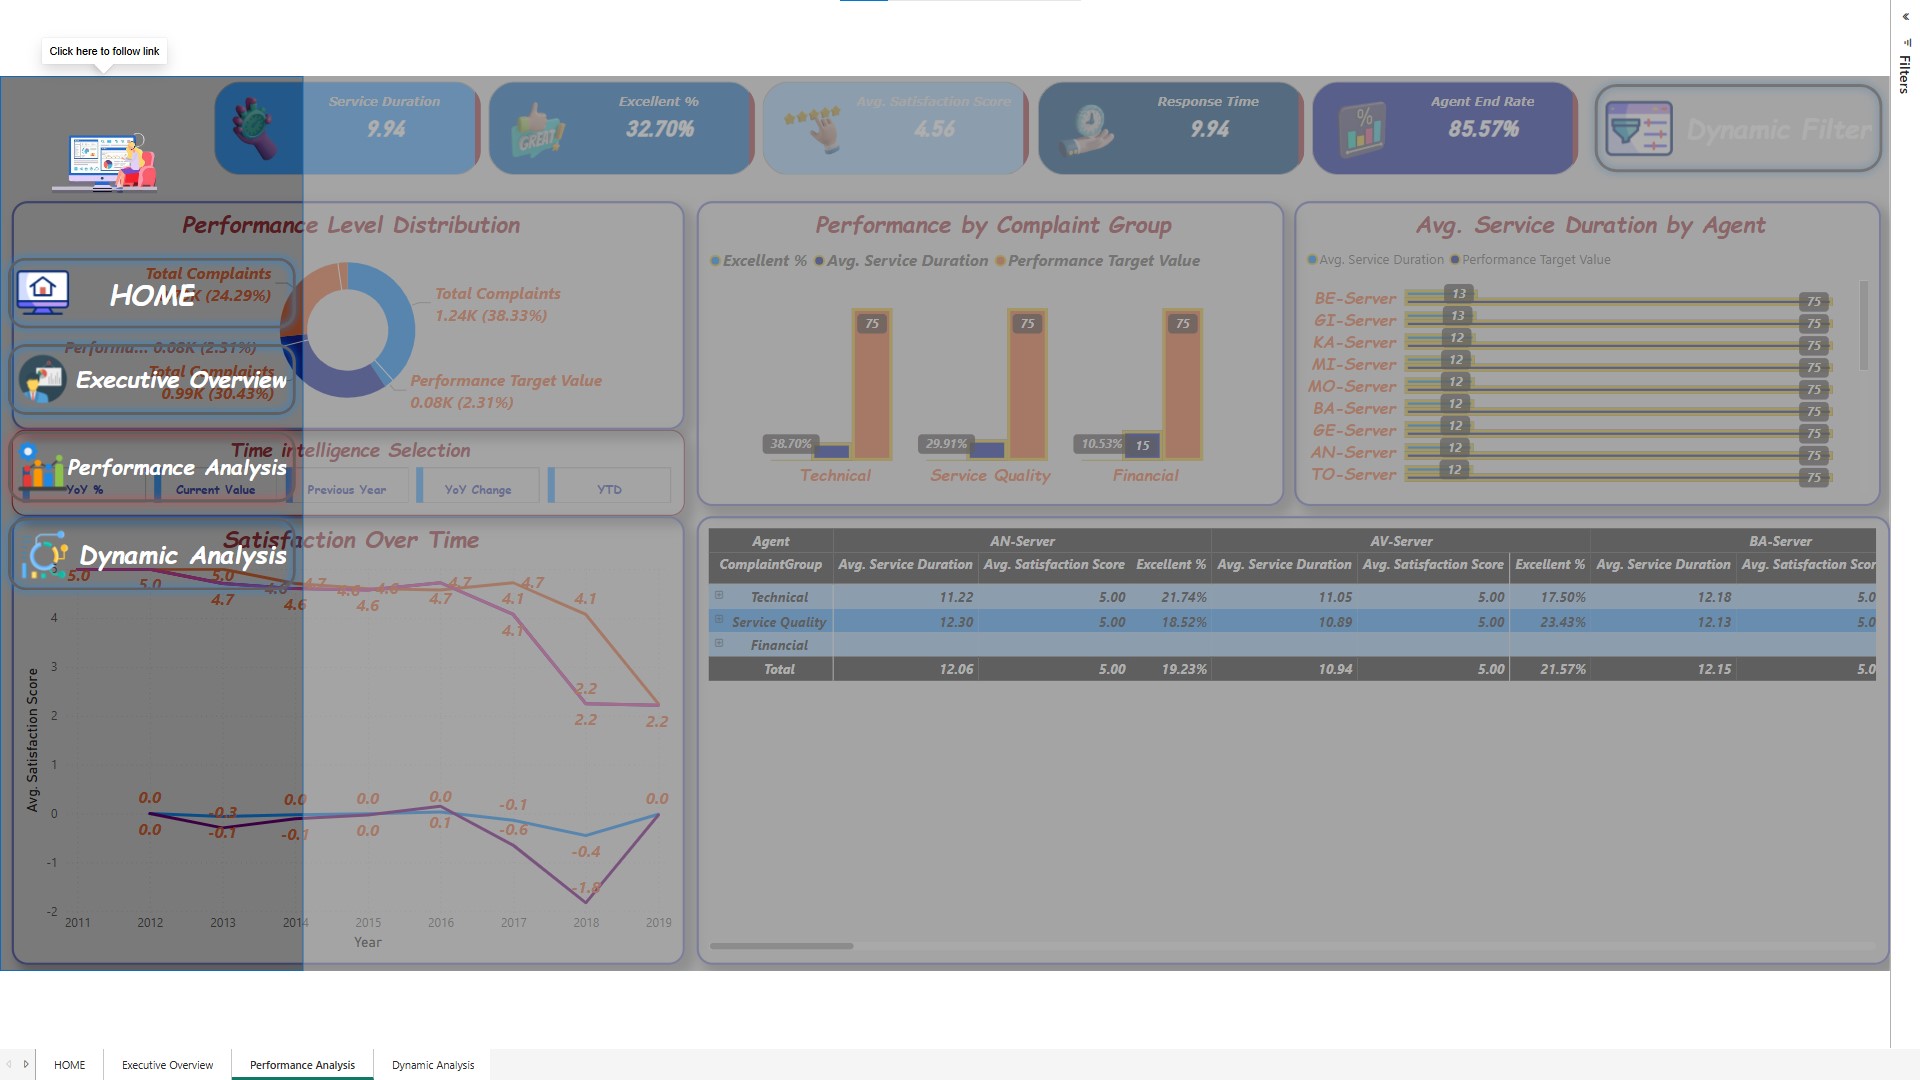 Click here to follow link
Filters
Service Duration
9.94
Excellent %
32.70%
Avg. Satisfaction Score
4.56
Response Time
9.94
Agent End Rate
85.57%
Dynamic Filter
HOME
Executive Overview
Performance Analysis
Dynamic Analysis
Performance Level Distribution
Total Complaints
(24.29%)
Total Complaints
1.24K (38.33%)
Performa... 0.08K (2.31%)
Total Complaints
0.99K (30.43%)
Performance Target Value
0.08K (2.31%)
Time intelligence Selection
YoY %
Current Value
Previous Year
YoY Change
YTD
Performance by Complaint Group
Excellent % Avg. Service Duration Performance Target Value
75 75 75
38.70% 29.91% 10.53% 15
Technical Service Quality Financial
Avg. Service Duration by Agent
Avg. Service Duration Performance Target Value
BE-Server 13 75
GI-Server 13 75
KA-Server 12 75
MI-Server 12 75
MO-Server 12 75
BA-Server 12 75
GE-Server 12 75
AN-Server 12 75
TO-Server 12 75
Satisfaction Over Time
Avg. Satisfaction Score
5
4
3
2
1
0
-1
-2
5.0 5.0 5.0 4.7 4.7 4.7
4.7 4.6 4.6 4.7 4.1 4.1
4.1
2.2
2.2 2.2
0.0 -0.3 0.0 0.0 0.0 -0.1 0.0
0.0 -0.1 -0.1 0.0 0.1 -0.6
-0.4
-1.8
2011 2012 2013 2014 2015 2016 2017 2018 2019
Year
Agent AN-Server AV-Server BA-Server
ComplaintGroup Avg. Service Duration Avg. Satisfaction Score Excellent % Avg. Service Duration Avg. Satisfaction Score Excellent % Avg. Service Duration Avg. Satisfaction Scor
Technical 11.22 5.00 21.74% 11.05 5.00 17.50% 12.18 5.0
Service Quality 12.30 5.00 18.52% 10.89 5.00 23.43% 12.13 5.0
Financial
Total 12.06 5.00 19.23% 10.94 5.00 21.57% 12.15 5.0
HOME
Executive Overview
Performance Analysis
Dynamic Analysis